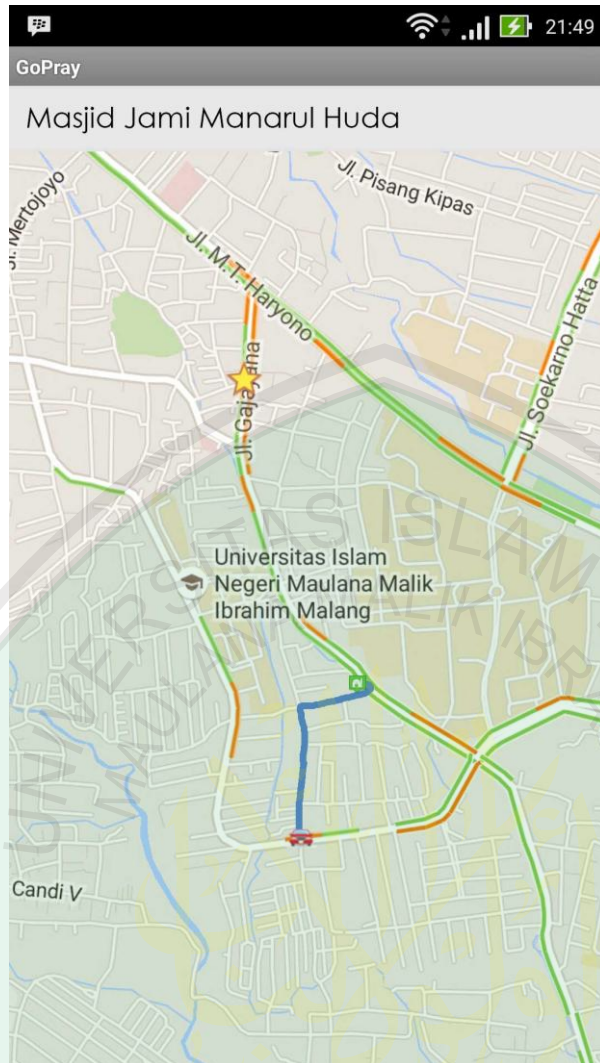 21:49
GoPray
Masjid Jami Manarul Huda
Jl. Mertojoyo
Jl. Pisang Kipas
Jl. M.T. Haryono
Jl. Soekarno Hatta
Jl. Gajayana
Universitas Islam
Negeri Maulana Malik
Ibrahim Malang
Candi V